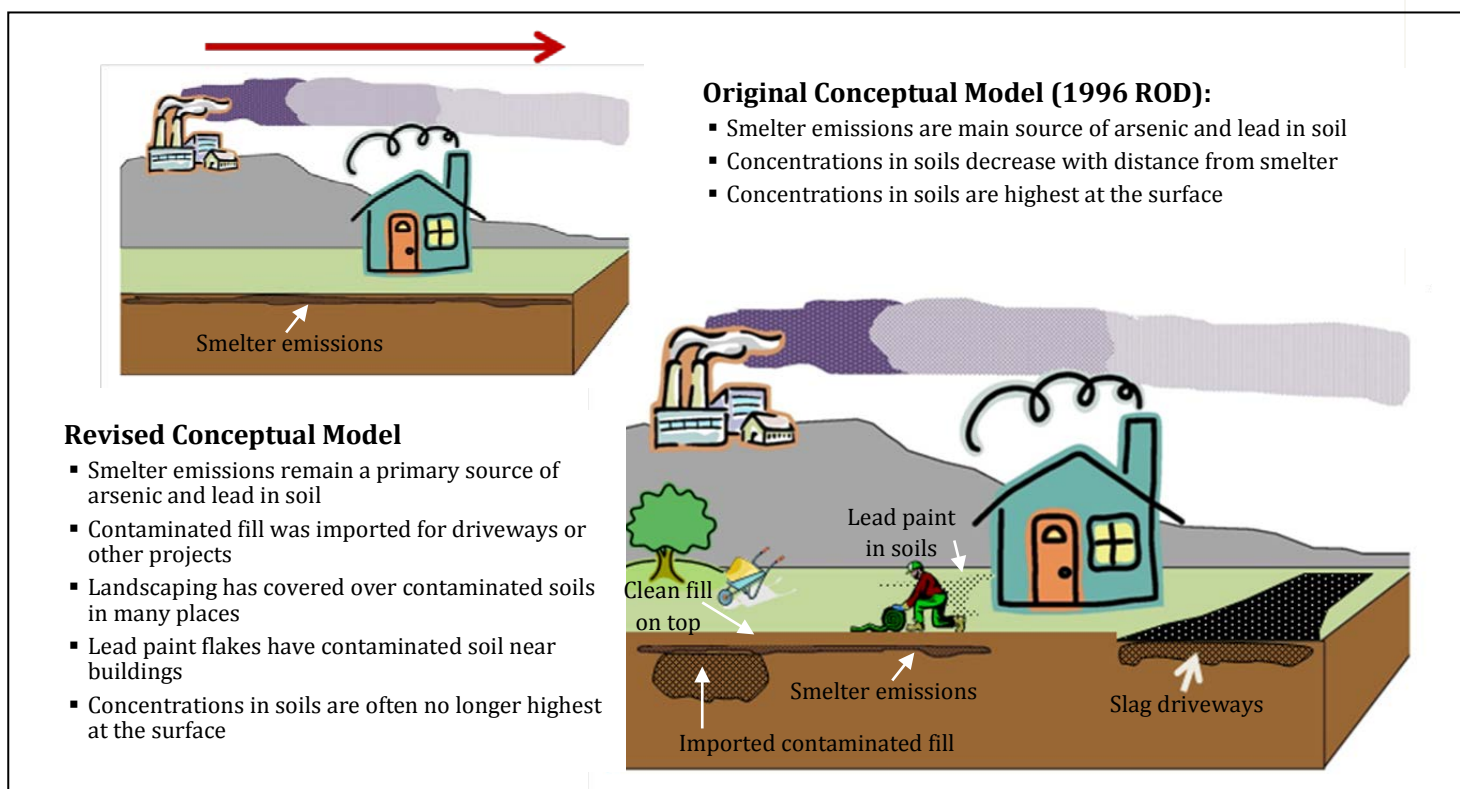 Original Conceptual Model (1996 ROD):
▪ Smelter emissions are main source of arsenic and lead in soil
▪ Concentrations in soils decrease with distance from smelter
▪ Concentrations in soils are highest at the surface
Smelter emissions
Revised Conceptual Model
▪ Smelter emissions remain a primary source of
arsenic and lead in soil
▪ Contaminated fill was imported for driveways or
other projects
▪ Landscaping has covered over contaminated soils
in many places
▪ Lead paint flakes have contaminated soil near
buildings
▪ Concentrations in soils are often no longer highest
at the surface
Lead paint
in soils
Clean fill
on top
Smelter emissions
Slag driveways
Imported contaminated fill